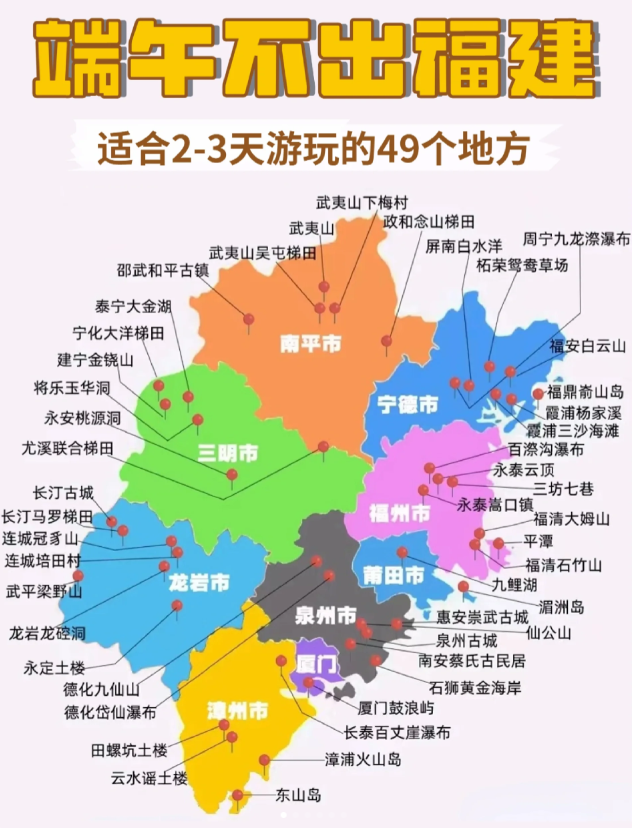 端午不出福建
适合2-3天游玩的49个地方
武夷山下梅村
武夷山
政和念山梯田
周宁九龙漈瀑布
武夷山吴屯梯田
屏南白水洋
柘荣鸳鸯草场
邵武和平古镇
泰宁大金湖
宁化大洋梯田
南平市
福安白云山
建宁金铙山
将乐玉华洞
宁德市
福鼎嵛山岛
霞浦杨家溪
永安桃源洞
霞浦三沙海滩
尤溪联合梯田
三明市
百漈沟瀑布
永泰云顶
三坊七巷
长汀古城
永泰嵩口镇
福州市
长汀马罗梯田
福清大姆山
连城冠豸山
平潭
连城培田村
福清石竹山
龙岩市
莆田市
九鲤湖
武平梁野山
湄洲岛
泉州市
惠安崇武古城
龙岩龙硿洞
仙公山
泉州古城
永定土楼
厦门
南安蔡氏古民居
德化九仙山
石狮黄金海岸
德化岱仙瀑布
漳州市
厦门鼓浪屿
长泰百丈崖瀑布
田螺坑土楼
漳浦火山岛
云水谣土楼
东山岛